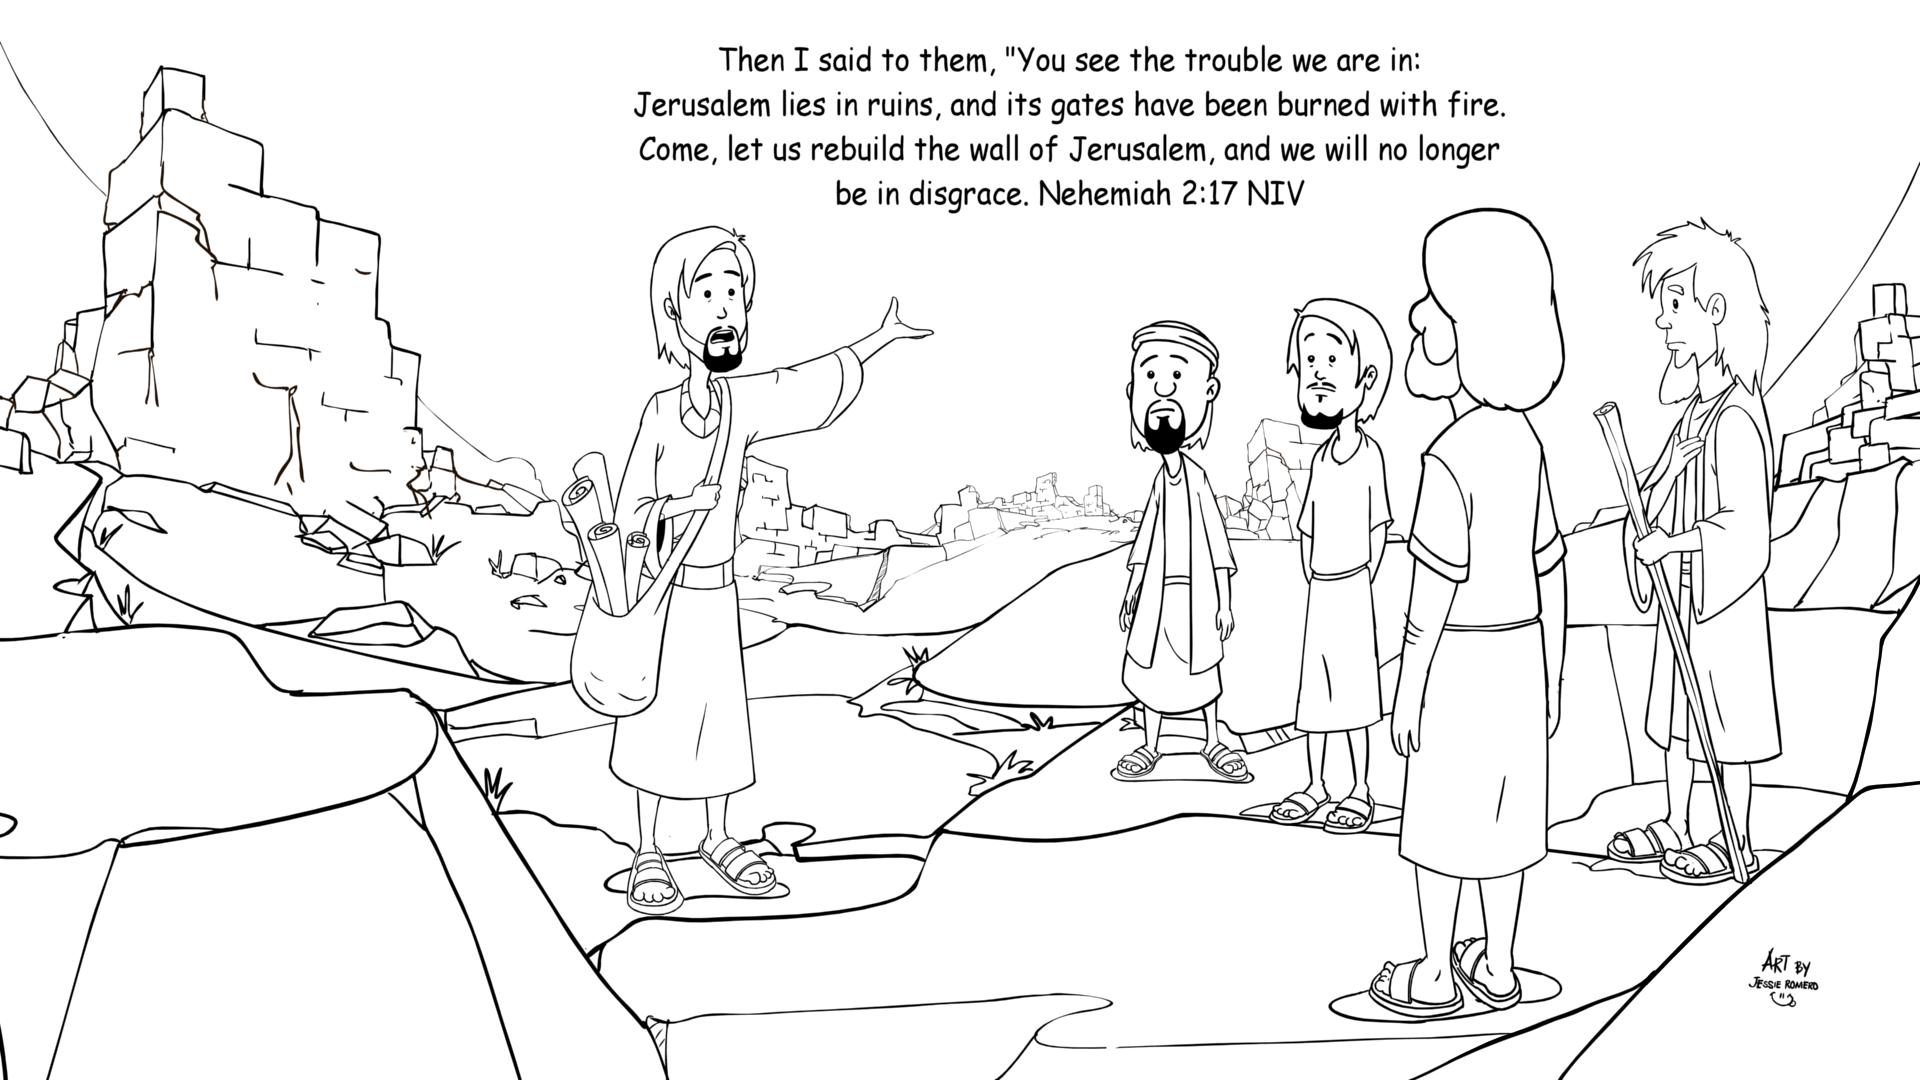 Then I said to them, "You see the trouble we are in:
Jerusalem lies in ruins, and its gates have been burned with fire.
Come, let us rebuild the wall of Jerusalem, and we will no longer
be in disgrace. Nehemiah 2:17 NIV
ART BY
JESSIE ROMERO